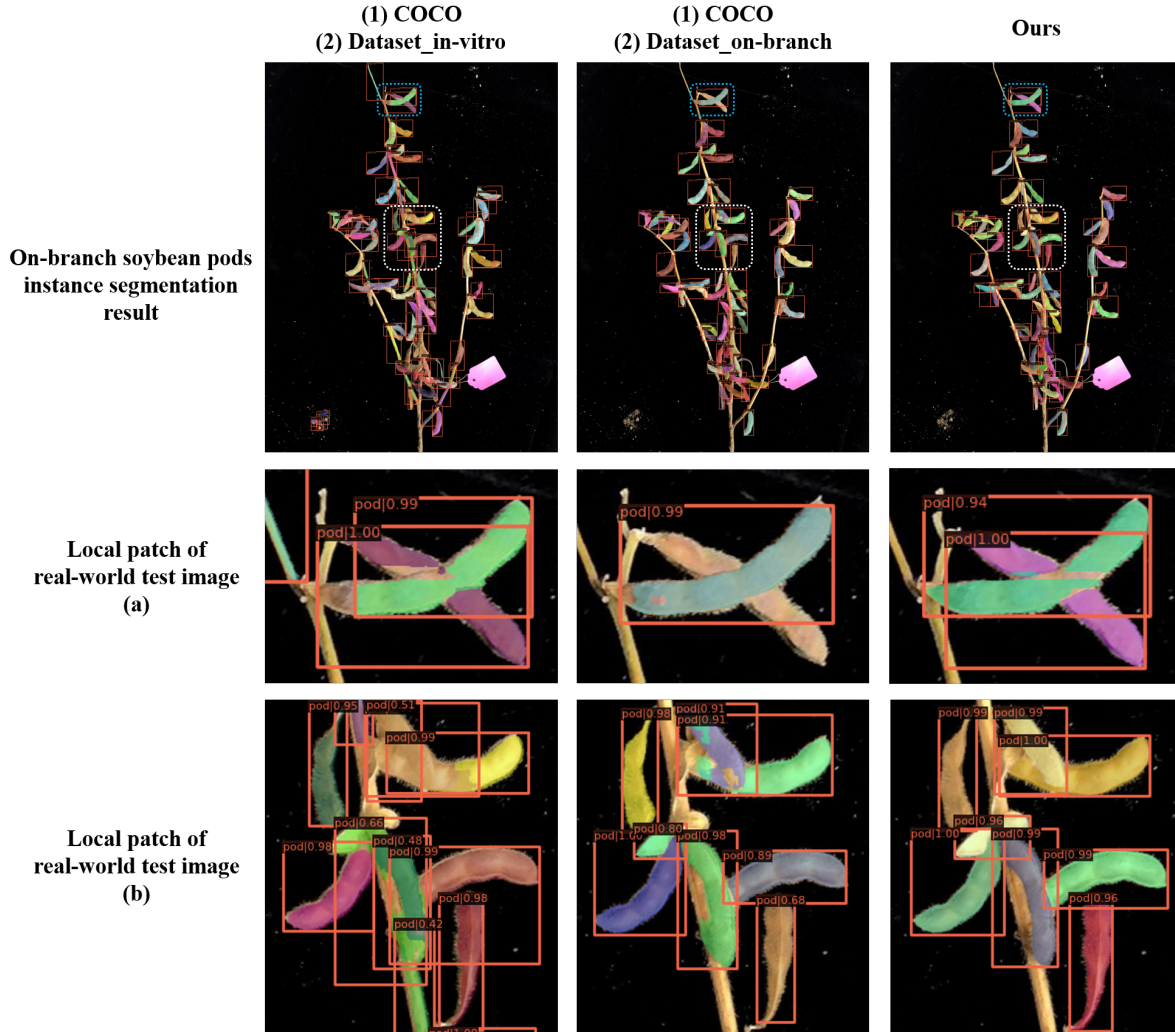 (1) COCO
(2) Dataset_in-vitro
(1) COCO
(2) Dataset_on-branch
Ours
On-branch soybean pods
instance segmentation
result
Local patch of
real-world test image
(a)
pod|0.99
pod|1.00
pod|0.99
pod|0.94
pod|1.00
Local patch of
real-world test image
(b)
pod|0.95
pod|0.51
pod|0.99
pod|0.66
pod|0.98
pod|0.48
pod|0.99
pod|0.98
pod|0.42
pod|1.00
pod|0.98
pod|0.91
pod|0.91
pod|0.80
pod|1.00
pod|0.98
pod|0.89
pod|0.68
pod|0.99
pod|0.99
pod|1.00
pod|0.96
pod|1.00
pod|0.99
pod|0.99
pod|0.96